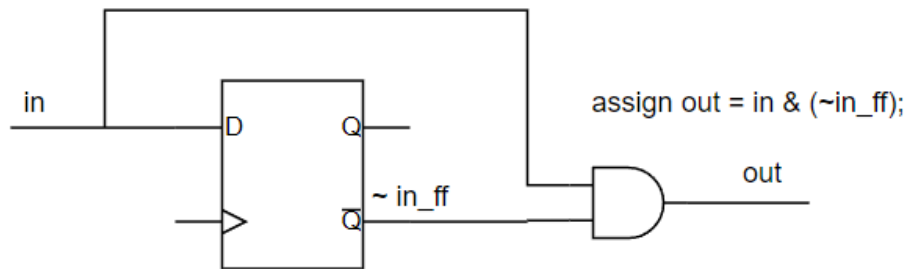 in
assign out = in & (~in_ff);
D
Q
out
~ in_ff
Q̅